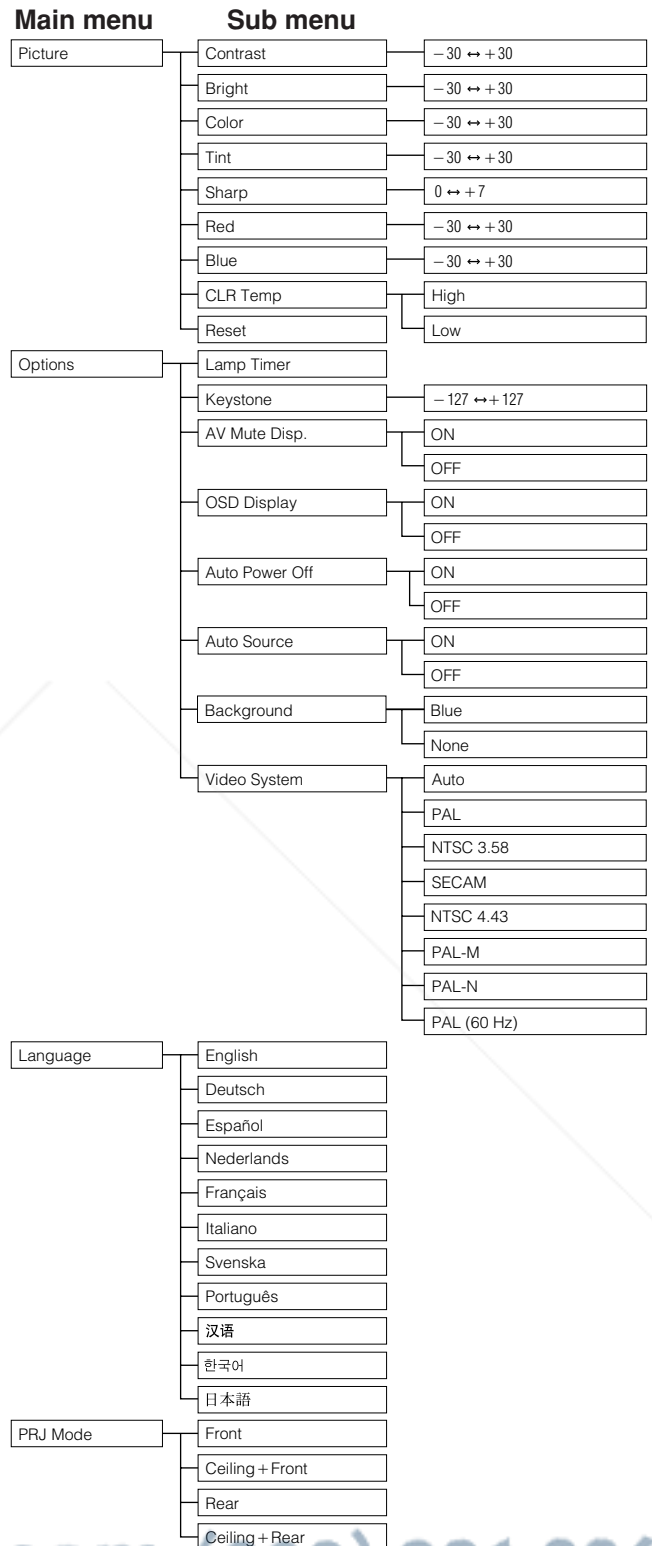 Main menu Sub menu
Picture Contrast −30 ↔ +30
Bright −30 ↔ +30
Color −30 ↔ +30
Tint −30 ↔ +30
Sharp 0 ↔ +7
Red −30 ↔ +30
Blue −30 ↔ +30
CLR Temp High
Reset Low
Options Lamp Timer
Keystone −127 ↔ +127
AV Mute Disp. ON
OFF
OSD Display ON
OFF
Auto Power Off ON
OFF
Auto Source ON
OFF
Background Blue
None
Video System Auto
PAL
NTSC 3.58
SECAM
NTSC 4.43
PAL-M
PAL-N
PAL (60 Hz)
Language English
Deutsch
Español
Nederlands
Français
Italiano
Svenska
Português
汉语
한국어
日本語
PRJ Mode Front
Ceiling+Front
Rear
Ceiling+Rear